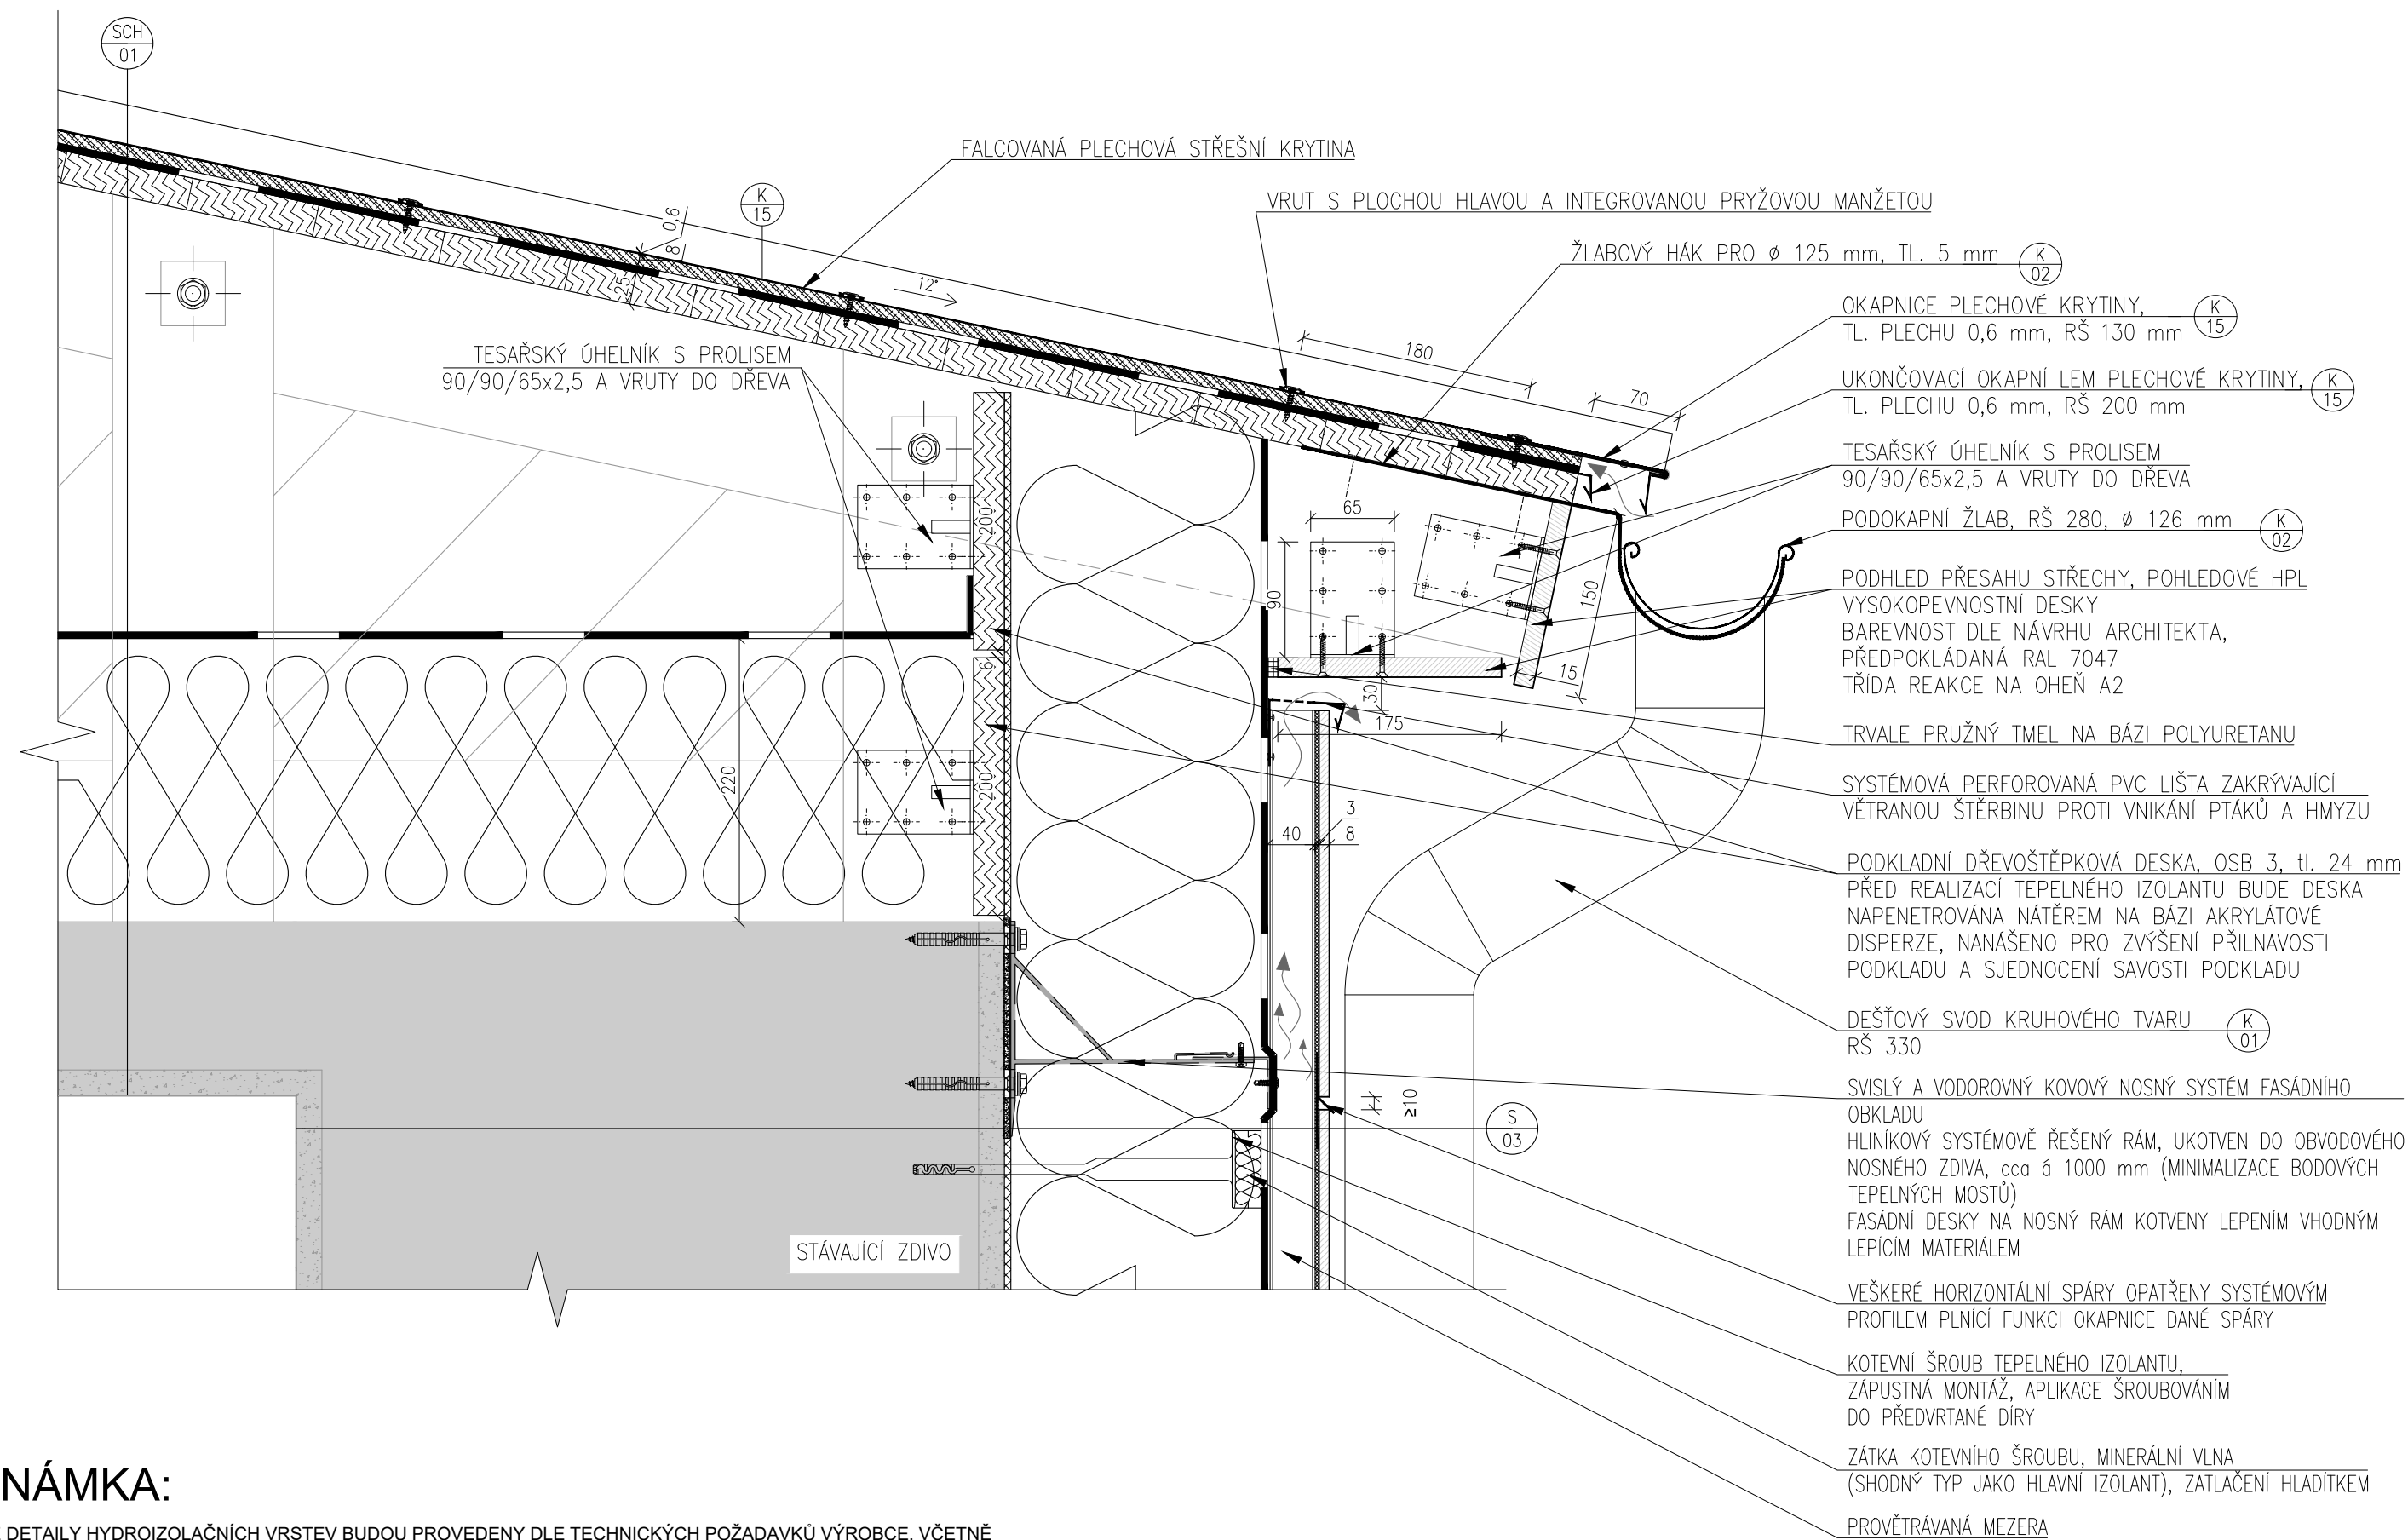 SCH
01
FALCOVANÁ PLECHOVÁ STŘEŠNÍ KRYTINA
K
15
0,6
8
25
12°
VRUT S PLOCHOU HLAVOU A INTEGROVANOU PRYŽOVOU MANŽETOU
ŽLABOVÝ HÁK PRO ø 125 mm, TL. 5 mm
K
02
OKAPNICE PLECHOVÉ KRYTINY,
TL. PLECHU 0,6 mm, RŠ 130 mm
K
15
TESAŘSKÝ ÚHELNÍK S PROLISEM
90/90/65x2,5 A VRUTY DO DŘEVA
180
70
UKONČOVACÍ OKAPNÍ LEM PLECHOVÉ KRYTINY,
TL. PLECHU 0,6 mm, RŠ 200 mm
K
15
TESAŘSKÝ ÚHELNÍK S PROLISEM
90/90/65x2,5 A VRUTY DO DŘEVA
PODOKAPNÍ ŽLAB, RŠ 280, ø 126 mm
K
02
200
65
90
150
15
30
175
6
PODHLED PŘESAHU STŘECHY, POHLEDOVÉ HPL
VYSOKOPEVNOSTNÍ DESKY
BAREVNOST DLE NÁVRHU ARCHITEKTA,
PŘEDPOKLÁDANÁ RAL 7047
TŘÍDA REAKCE NA OHEŇ A2
TRVALE PRUŽNÝ TMEL NA BÁZI POLYURETANU
220
200
3
40
8
SYSTÉMOVÁ PERFOROVANÁ PVC LIŠTA ZAKRÝVAJÍCÍ
VĚTRANOU ŠTĚRBINU PROTI VNIKÁNÍ PTÁKŮ A HMYZU
PODKLADNÍ DŘEVOŠTĚPKOVÁ DESKA, OSB 3, tl. 24 mm
PŘED REALIZACÍ TEPELNÉHO IZOLANTU BUDE DESKA
NAPENETROVÁNA NÁTĚREM NA BÁZI AKRYLÁTOVÉ
DISPERZE, NANÁŠENO PRO ZVÝŠENÍ PŘILNAVOSTI
PODKLADU A SJEDNOCENÍ SAVOSTI PODKLADU
DEŠŤOVÝ SVOD KRUHOVÉHO TVARU
RŠ 330
K
01
≥10
S
03
SVISLÝ A VODOROVNÝ KOVOVÝ NOSNÝ SYSTÉM FASÁDNÍHO
OBKLADU
HLINÍKOVÝ SYSTÉMOVĚ ŘEŠENÝ RÁM, UKOTVEN DO OBVODOVÉHO
NOSNÉHO ZDIVA, cca á 1000 mm (MINIMALIZACE BODOVÝCH
TEPELNÝCH MOSTŮ)
FASÁDNÍ DESKY NA NOSNÝ RÁM KOTVENY LEPENÍM VHODNÝM
LEPÍCÍM MATERIÁLEM
STÁVAJÍCÍ ZDIVO
VEŠKERÉ HORIZONTÁLNÍ SPÁRY OPATŘENY SYSTÉMOVÝM
PROFILEM PLNÍCÍ FUNKCI OKAPNICE DANÉ SPÁRY
KOTEVNÍ ŠROUB TEPELNÉHO IZOLANTU,
ZÁPUSTNÁ MONTÁŽ, APLIKACE ŠROUBOVÁNÍM
DO PŘEDVRTANÉ DÍRY
ZÁTKA KOTEVNÍHO ŠROUBU, MINERÁLNÍ VLNA
(SHODNÝ TYP JAKO HLAVNÍ IZOLANT), ZATLAČENÍ HLADÍTKEM
PROVĚTRÁVANÁ MEZERA
NÁMKA:
DETAILY HYDROIZOLAČNÍCH VRSTEV BUDOU PROVEDENY DLE TECHNICKÝCH POŽADAVKŮ VÝROBCE, VČETNĚ